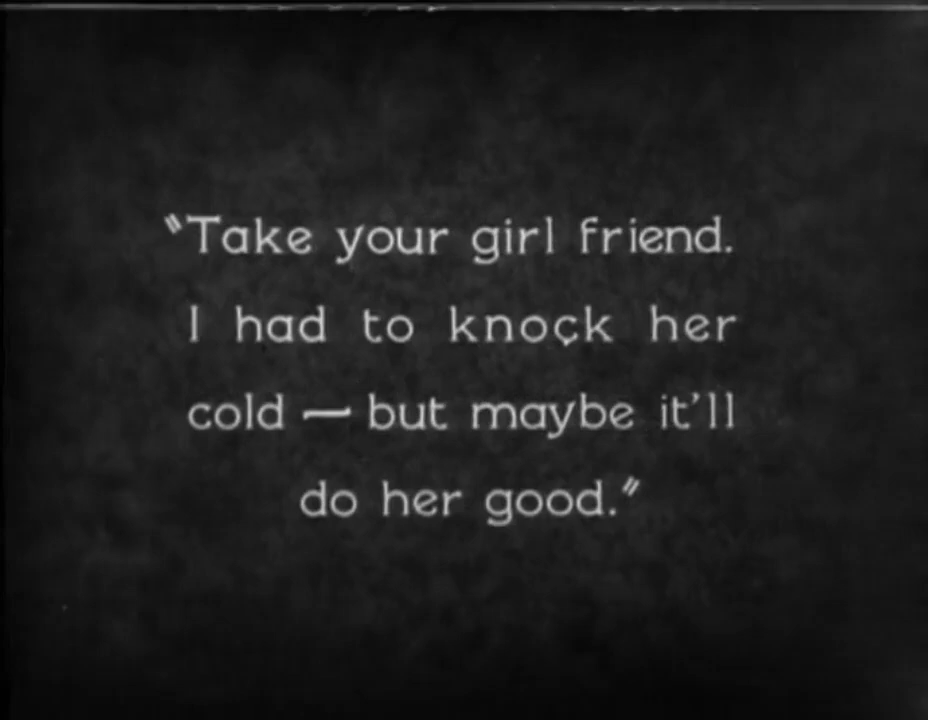 "Take your girl friend.
I had to knock her
cold — but maybe it'll
do her good."